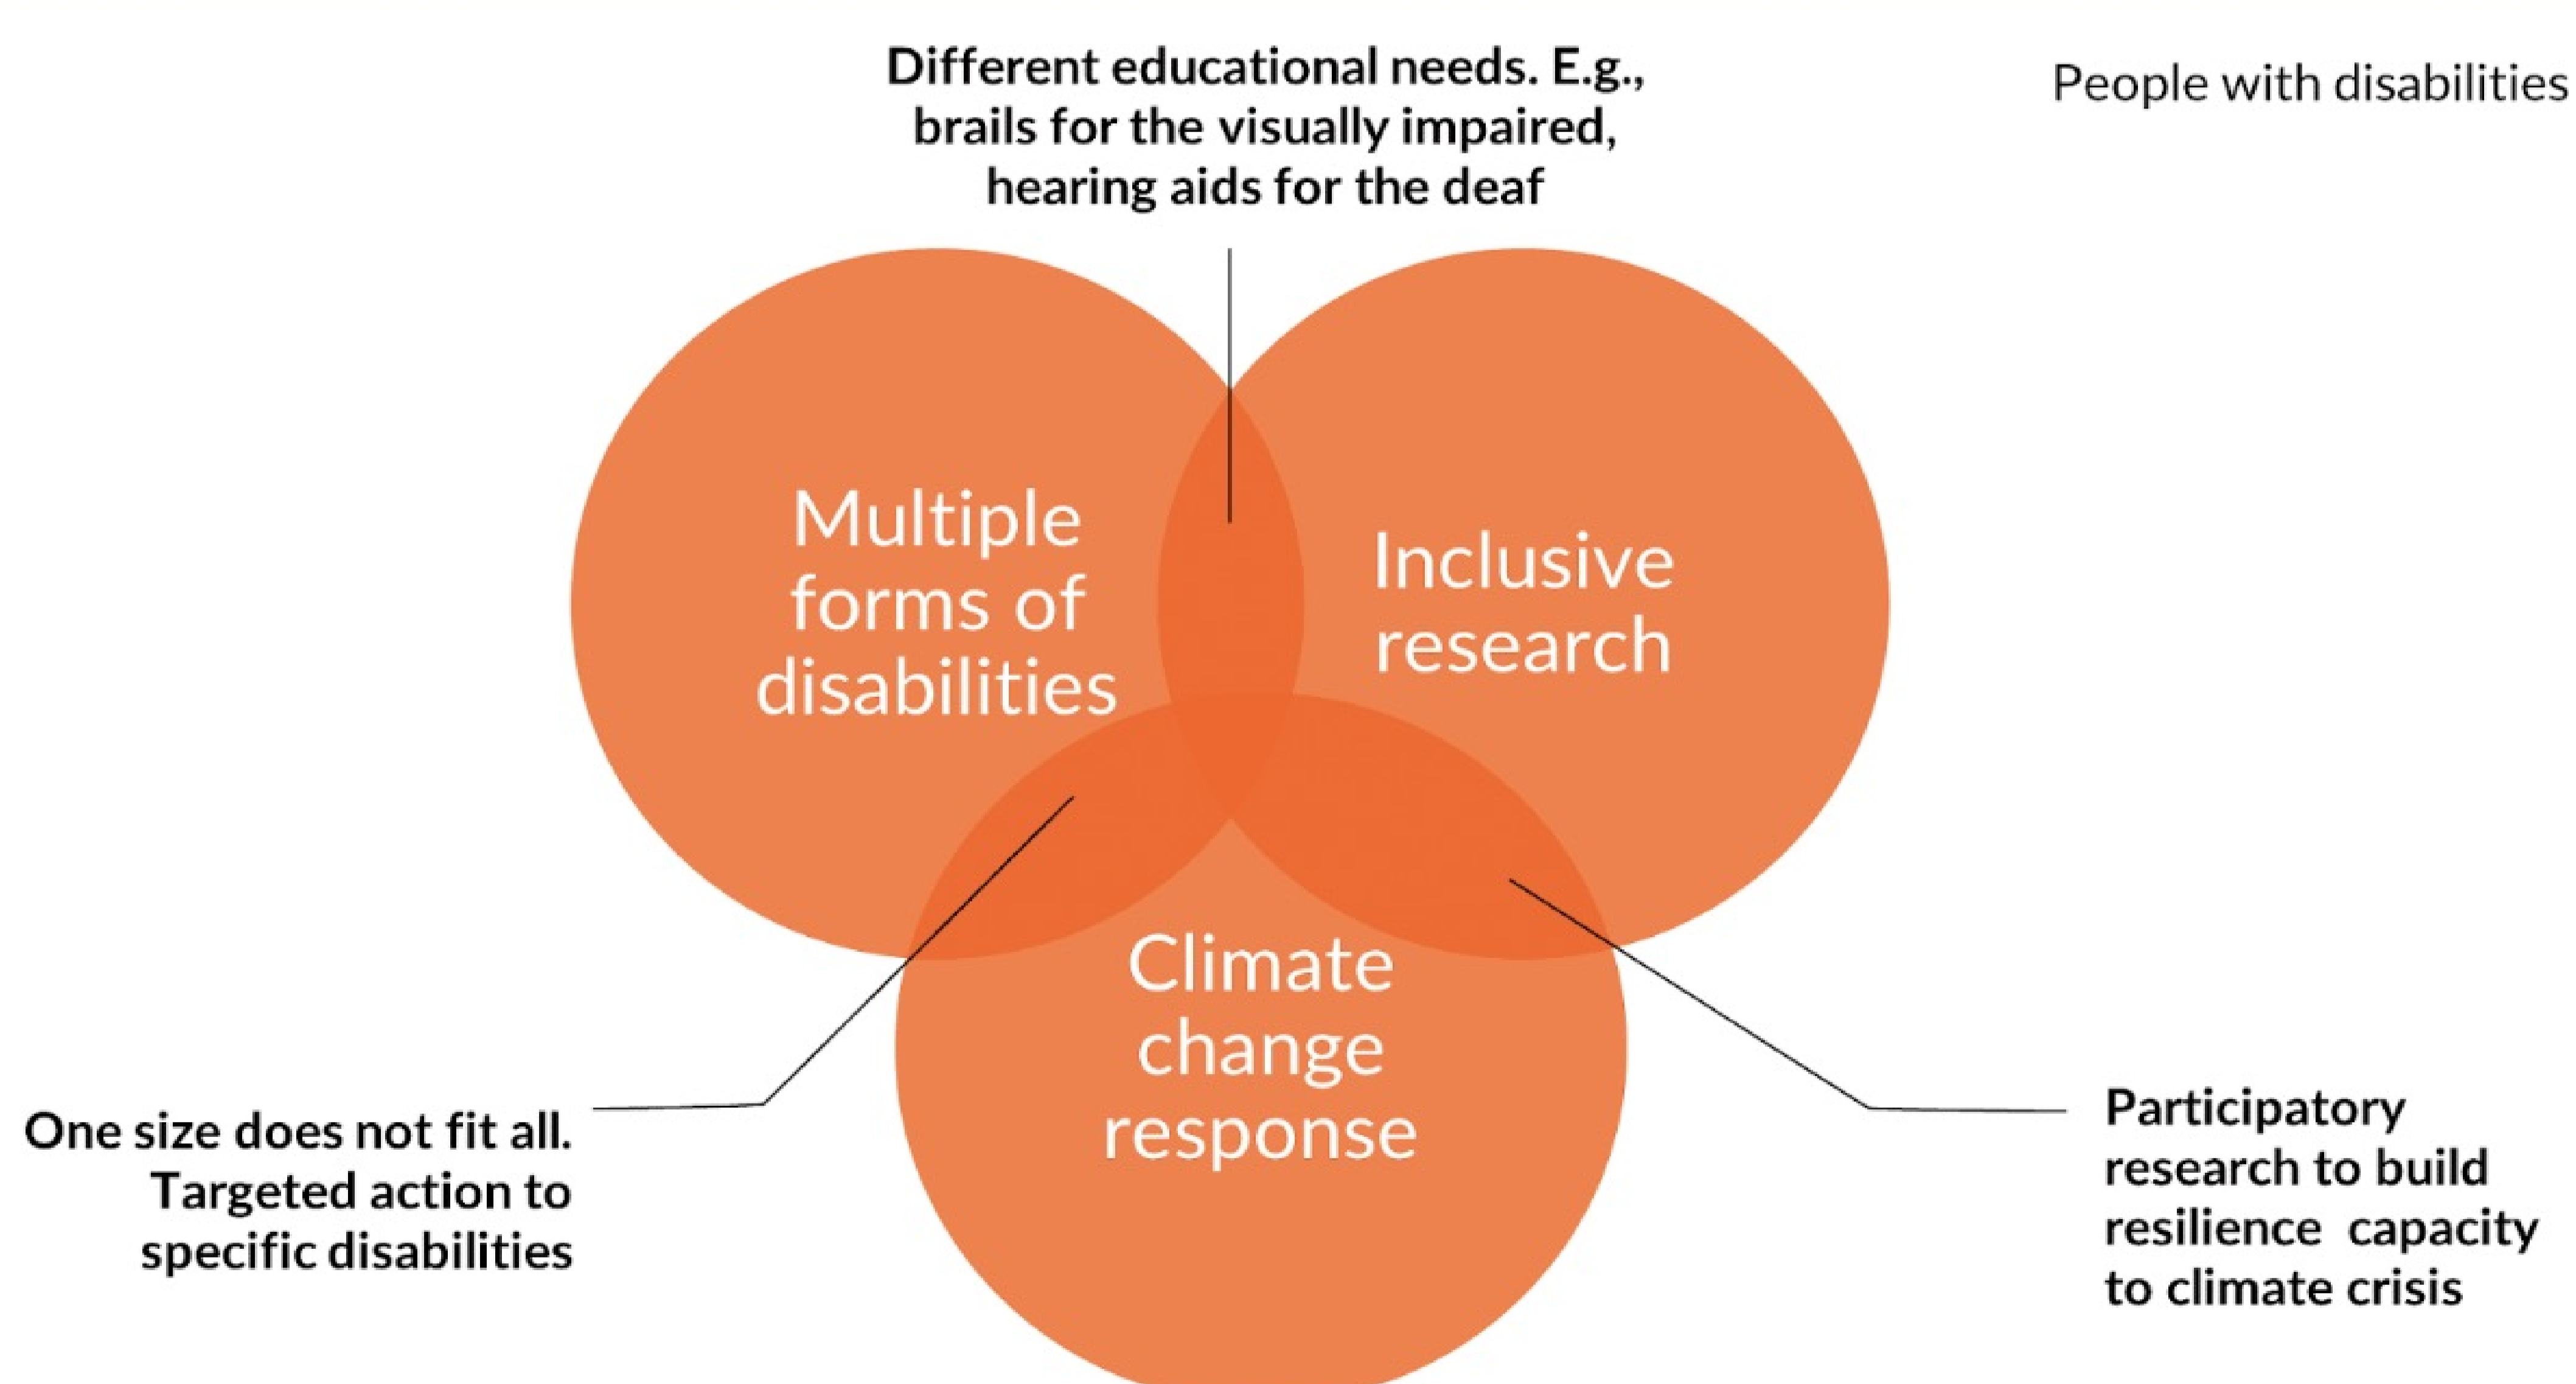 Different educational needs. E.g.,
brails for the visually impaired,
hearing aids for the deaf
People with disabilities
Multiple
forms of
disabilities
Inclusive
research
Climate
change
response
One size does not fit all.
Targeted action to
specific disabilities
Participatory
research to build
resilience  capacity
to climate crisis